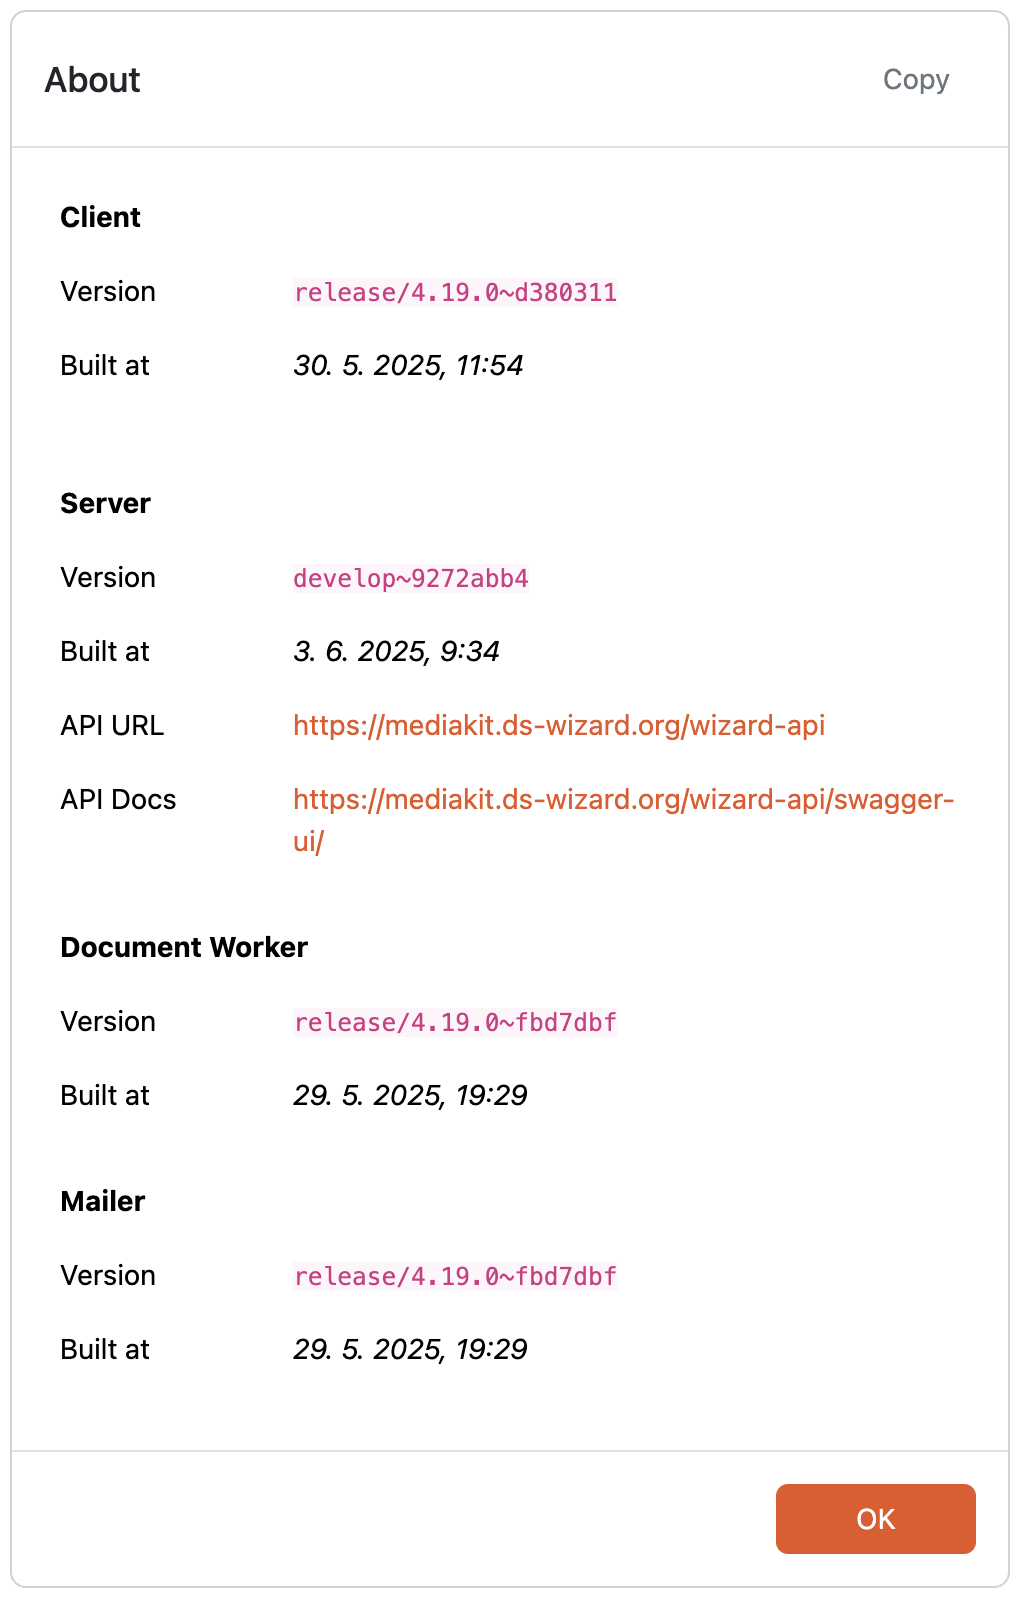 About
Copy
Client
Version release/4.19.0~d380311
Built at 30. 5. 2025, 11:54
Server
Version develop~9272abb4
Built at 3. 6. 2025, 9:34
API URL https://mediakit.ds-wizard.org/wizard-api
API Docs https://mediakit.ds-wizard.org/wizard-api/swagger-
ui/
Document Worker
Version release/4.19.0~fbd7dbf
Built at 29. 5. 2025, 19:29
Mailer
Version release/4.19.0~fbd7dbf
Built at 29. 5. 2025, 19:29
OK